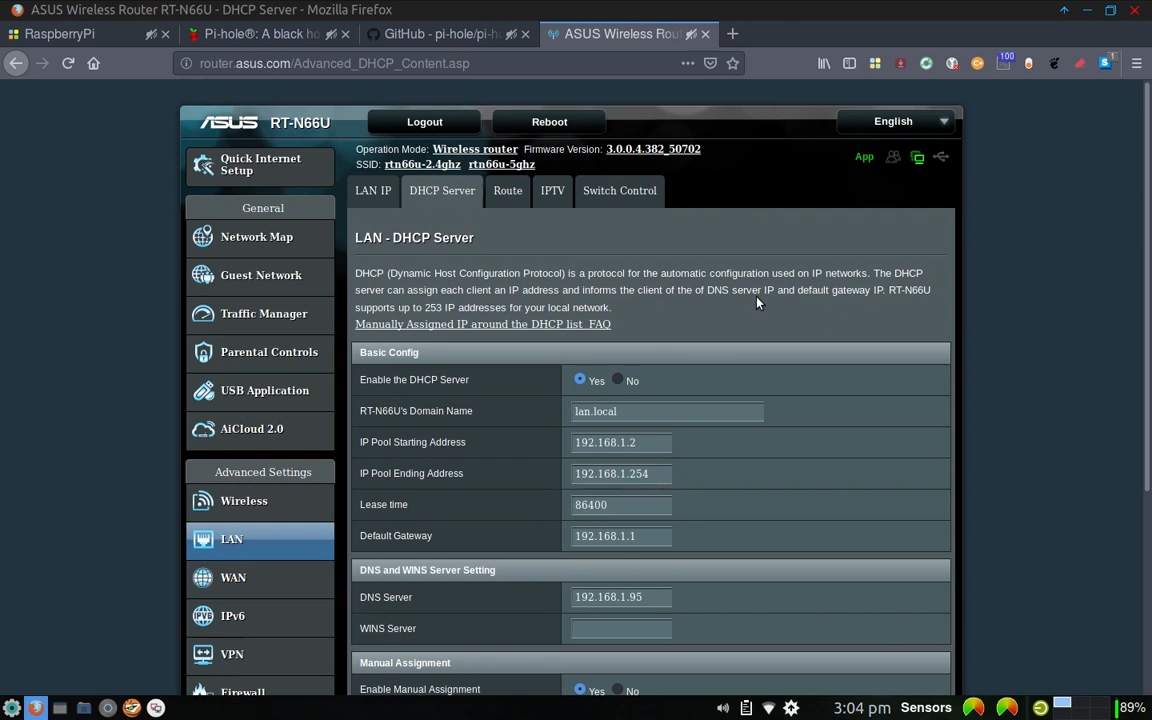 ASUS Wireless Router RT-N66U - DHCP Server - Mozilla Firefox
RaspberryPi
Pi-hole®: A black ho
GitHub - pi-hole/pi-h
ASUS Wireless Rout
router.asus.com/Advanced_DHCP_Content.asp
100
1
ASUS RT-N66U
Logout
Reboot
English
Quick Internet Setup
Operation Mode: Wireless router Firmware Version: 3.0.0.4.382_50702
SSID: rtn66u-2.4ghz rtn66u-5ghz
App
General
Network Map
Guest Network
Traffic Manager
Parental Controls
USB Application
AiCloud 2.0
Advanced Settings
Wireless
LAN
WAN
IPv6
VPN
Firewall
LAN IP
DHCP Server
Route
IPTV
Switch Control
LAN - DHCP Server
DHCP (Dynamic Host Configuration Protocol) is a protocol for the automatic configuration used on IP networks. The DHCP
server can assign each client an IP address and informs the client of the of DNS server IP and default gateway IP. RT-N66U
supports up to 253 IP addresses for your local network.
Manually Assigned IP around the DHCP list FAQ
Basic Config
Enable the DHCP Server Yes No
RT-N66U's Domain Name lan.local
IP Pool Starting Address 192.168.1.2
IP Pool Ending Address 192.168.1.254
Lease time 86400
Default Gateway 192.168.1.1
DNS and WINS Server Setting
DNS Server 192.168.1.95
WINS Server
Manual Assignment
Enable Manual Assignment Yes No
3:04 pm Sensors 89%